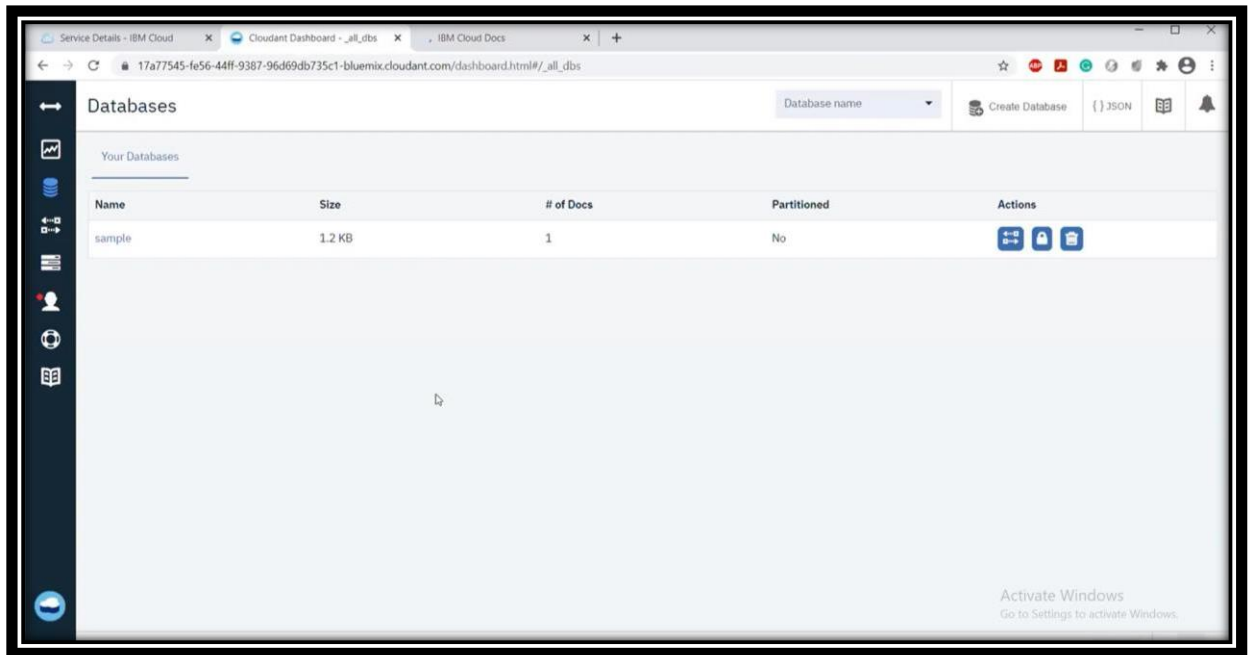 Service Details - IBM Cloud
Cloudant Dashboard - _all_dbs
IBM Cloud Docs
17a77545-fe56-44ff-9387-96d69db735c1-bluemix.cloudant.com/dashboard.html#/_all_dbs
ABP
Databases
Database name
Create Database
{ } JSON
Your Databases
Name Size # of Docs Partitioned Actions
sample 1.2 KB 1 No
Activate Windows
Go to Settings to activate Windows.